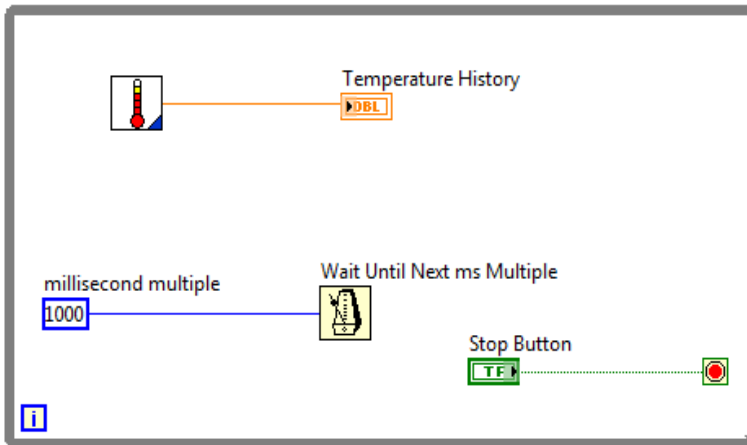 Temperature History
DBL
millisecond multiple
1000
Wait Until Next ms Multiple
Stop Button
TF
i